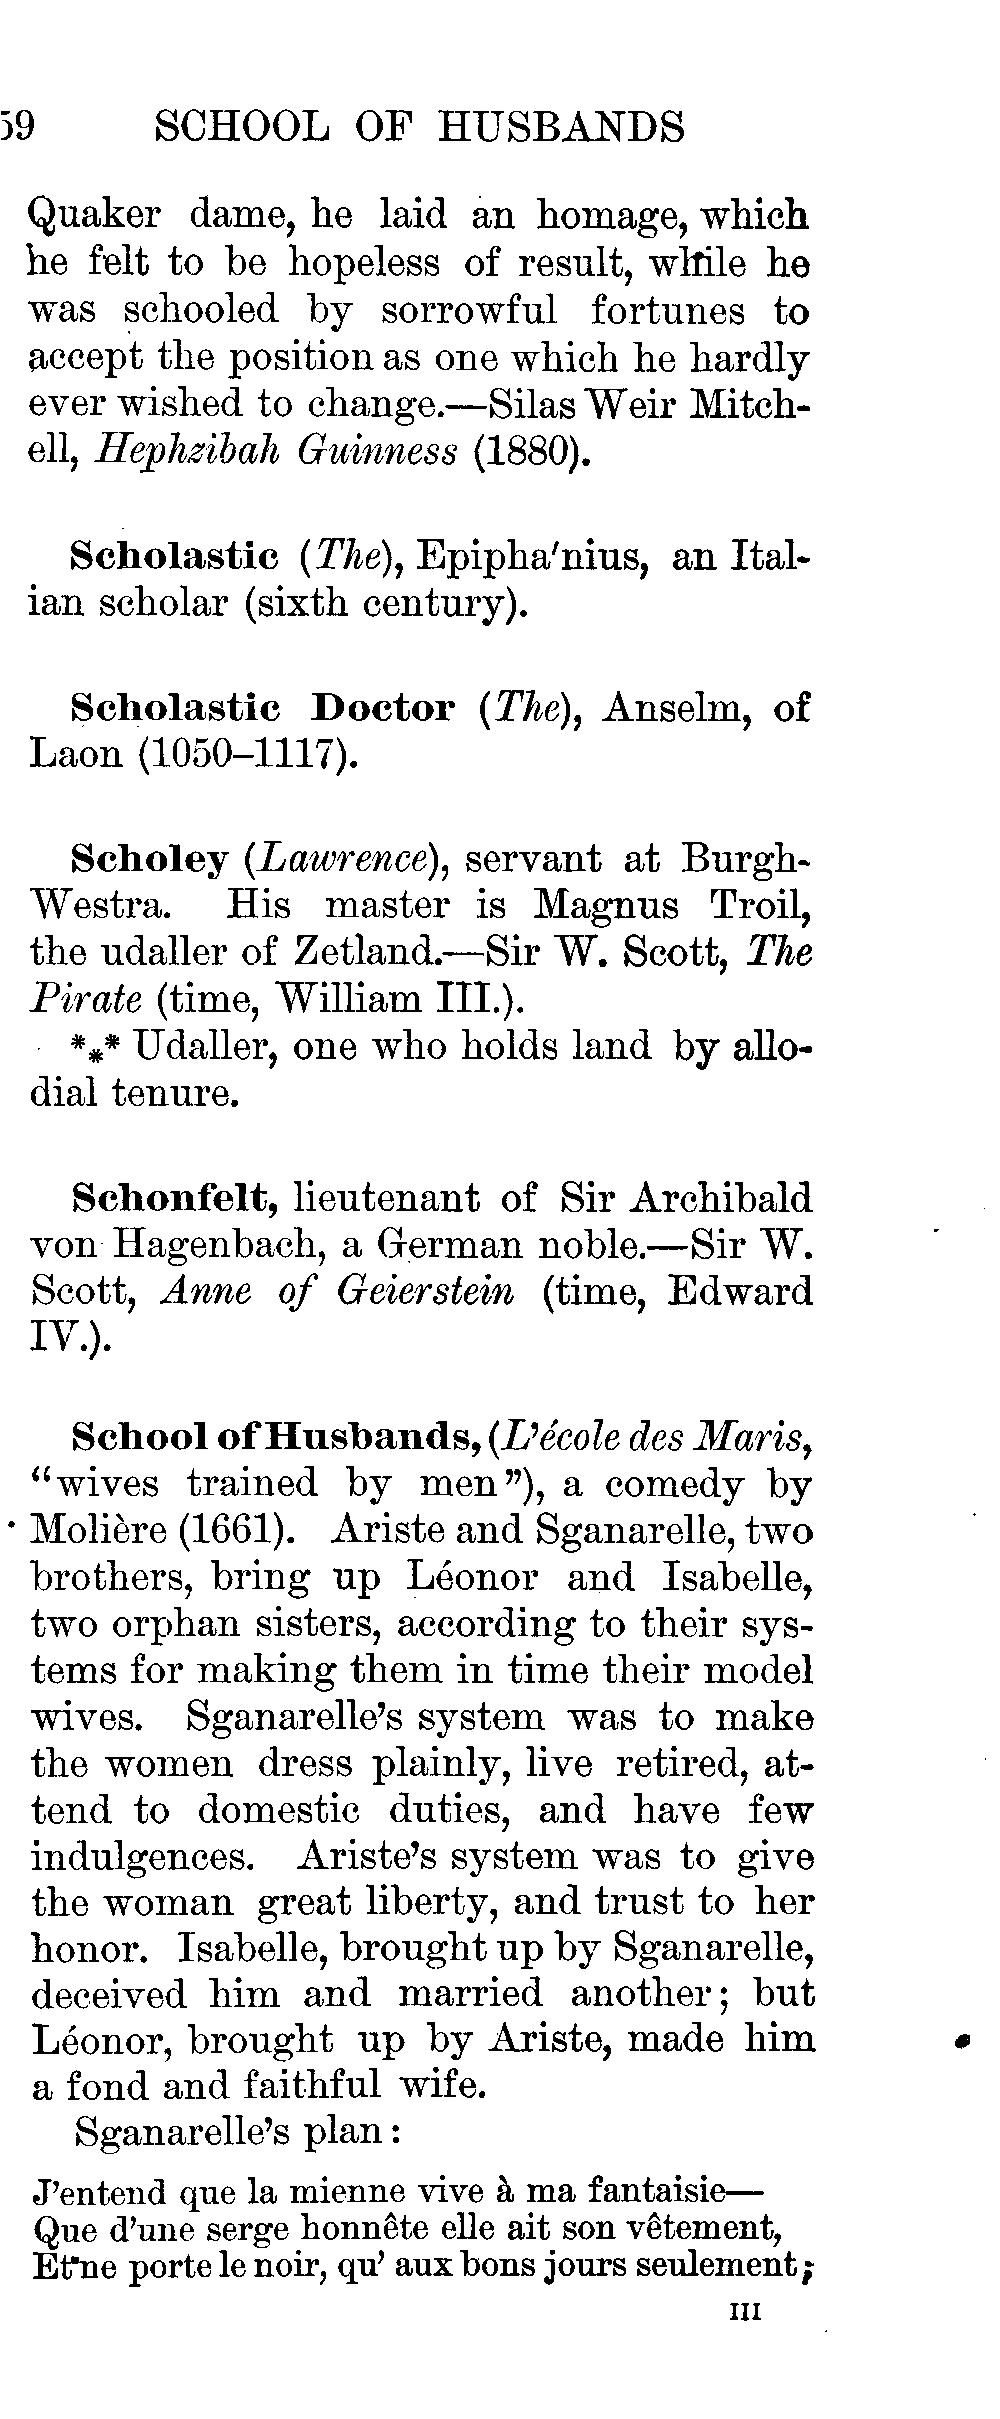 59 SCHOOL OF HUSBANDS
Quaker dame, he laid an homage, which
he felt to be hopeless of result, while he
was schooled by sorrowful fortunes to
accept the position as one which he hardly
ever wished to change.—Silas Weir Mitch-
ell, Hephzibah Guinness (1880).
Scholastic (The), Epipha'nius, an Ital-
ian scholar (sixth century).
Scholastic Doctor (The), Anselm, of
Laon (1050–1117).
Scholey (Lawrence), servant at Burgh-
Westra. His master is Magnus Troil,
the udaller of Zetland.—Sir W. Scott, The
Pirate (time, William III.).
*⁎* Udaller, one who holds land by allo-
dial tenure.
Schonfelt, lieutenant of Sir Archibald
von Hagenbach, a German noble.—Sir W.
Scott, Anne of Geierstein (time, Edward
IV.).
School of Husbands, (L'école des Maris,
"wives trained by men"), a comedy by
Molière (1661). Ariste and Sganarelle, two
brothers, bring up Léonor and Isabelle,
two orphan sisters, according to their sys-
tems for making them in time their model
wives. Sganarelle's system was to make
the women dress plainly, live retired, at-
tend to domestic duties, and have few
indulgences. Ariste's system was to give
the woman great liberty, and trust to her
honor. Isabelle, brought up by Sganarelle,
deceived him and married another; but
Léonor, brought up by Ariste, made him
a fond and faithful wife.
Sganarelle's plan:
J'entend que la mienne vive à ma fantaisie—
Que d'une serge honnête elle ait son vêtement,
Et ne porte le noir, qu' aux bons jours seulement;
III